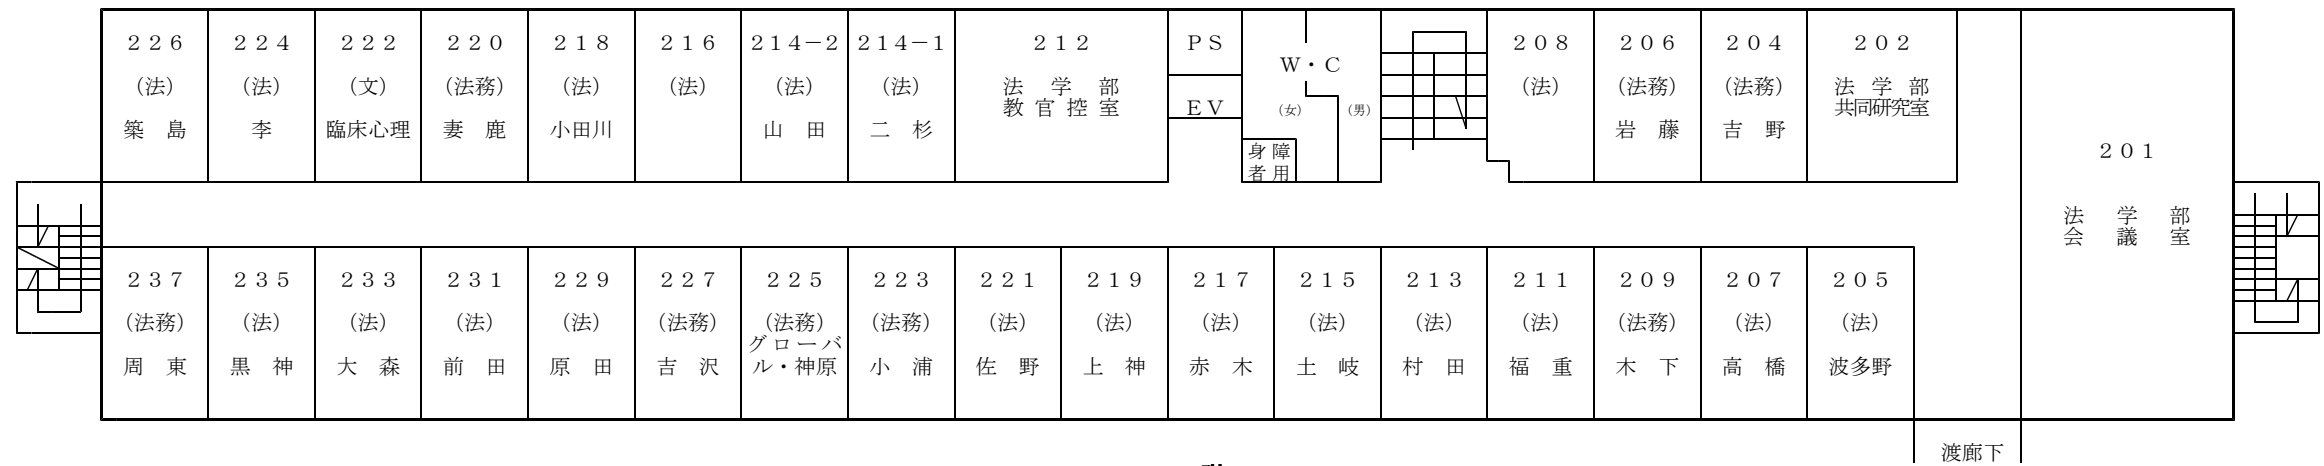 ２２６
（法）
築　島
２２４
（法）
李
２２２
（文）
臨床心理
２２０
（法務）
妻　鹿
２１８
（法）
小田川
２１６
（法）
２１４－２
（法）
山　田
２１４－１
（法）
二　杉
２１２
法　学　部
教 官 控 室
ＰＳ
ＥＶ
Ｗ・Ｃ
（女）
（男）
身 障
者 用
２０８
（法）
２０６
（法務）
岩　藤
２０４
（法務）
吉　野
２０２
法　学　部
共同研究室
２０１
法　学　部
会　議　室
２３７
（法務）
周　東
２３５
（法）
黒　神
２３３
（法）
大　森
２３１
（法）
前　田
２２９
（法）
原　田
２２７
（法務）
吉　沢
２２５
（法務）
グローバ
ル・神原
２２３
（法務）
小　浦
２２１
（法）
佐　野
２１９
（法）
上　神
２１７
（法）
赤　木
２１５
（法）
土　岐
２１３
（法）
村　田
２１１
（法）
福　重
２０９
（法務）
木　下
２０７
（法）
高　橋
２０５
（法）
波多野
渡廊下